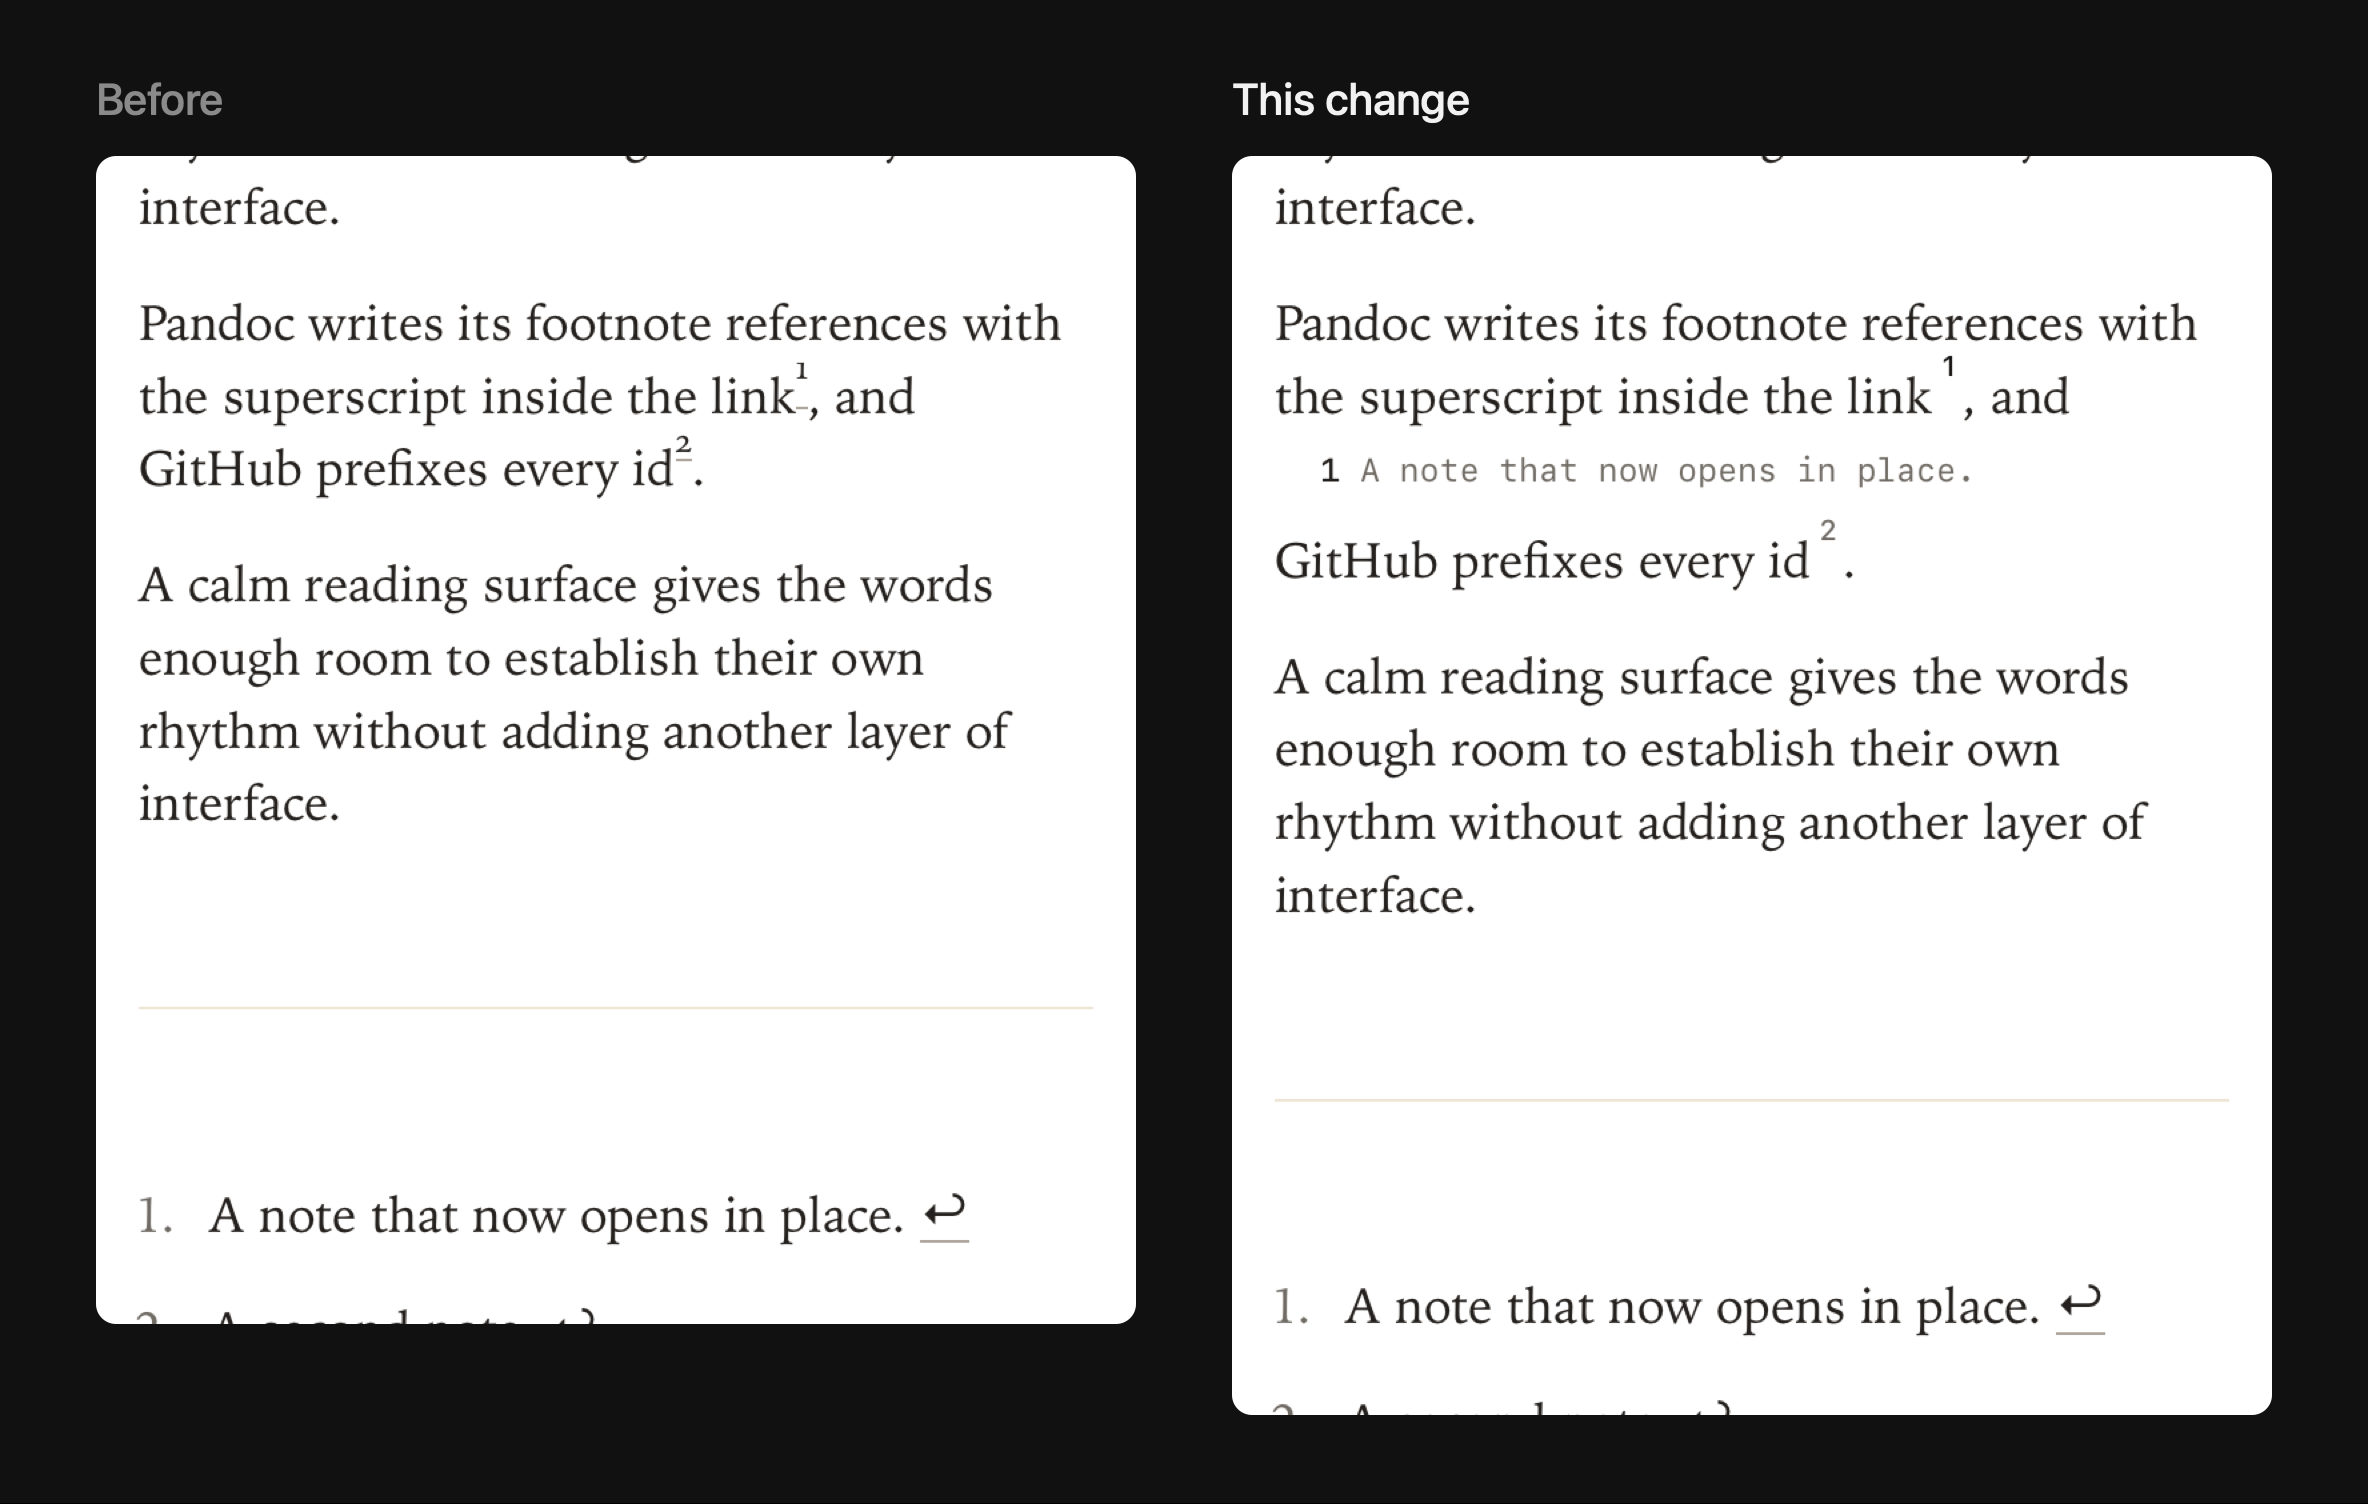 Before
interface.
Pandoc writes its footnote references with
the superscript inside the link1, and
GitHub prefixes every id2.
A calm reading surface gives the words
enough room to establish their own
rhythm without adding another layer of
interface.
1. A note that now opens in place. ↩
This change
interface.
Pandoc writes its footnote references with
the superscript inside the link 1, and
1 A note that now opens in place.
GitHub prefixes every id 2.
A calm reading surface gives the words
enough room to establish their own
rhythm without adding another layer of
interface.
1. A note that now opens in place. ↩